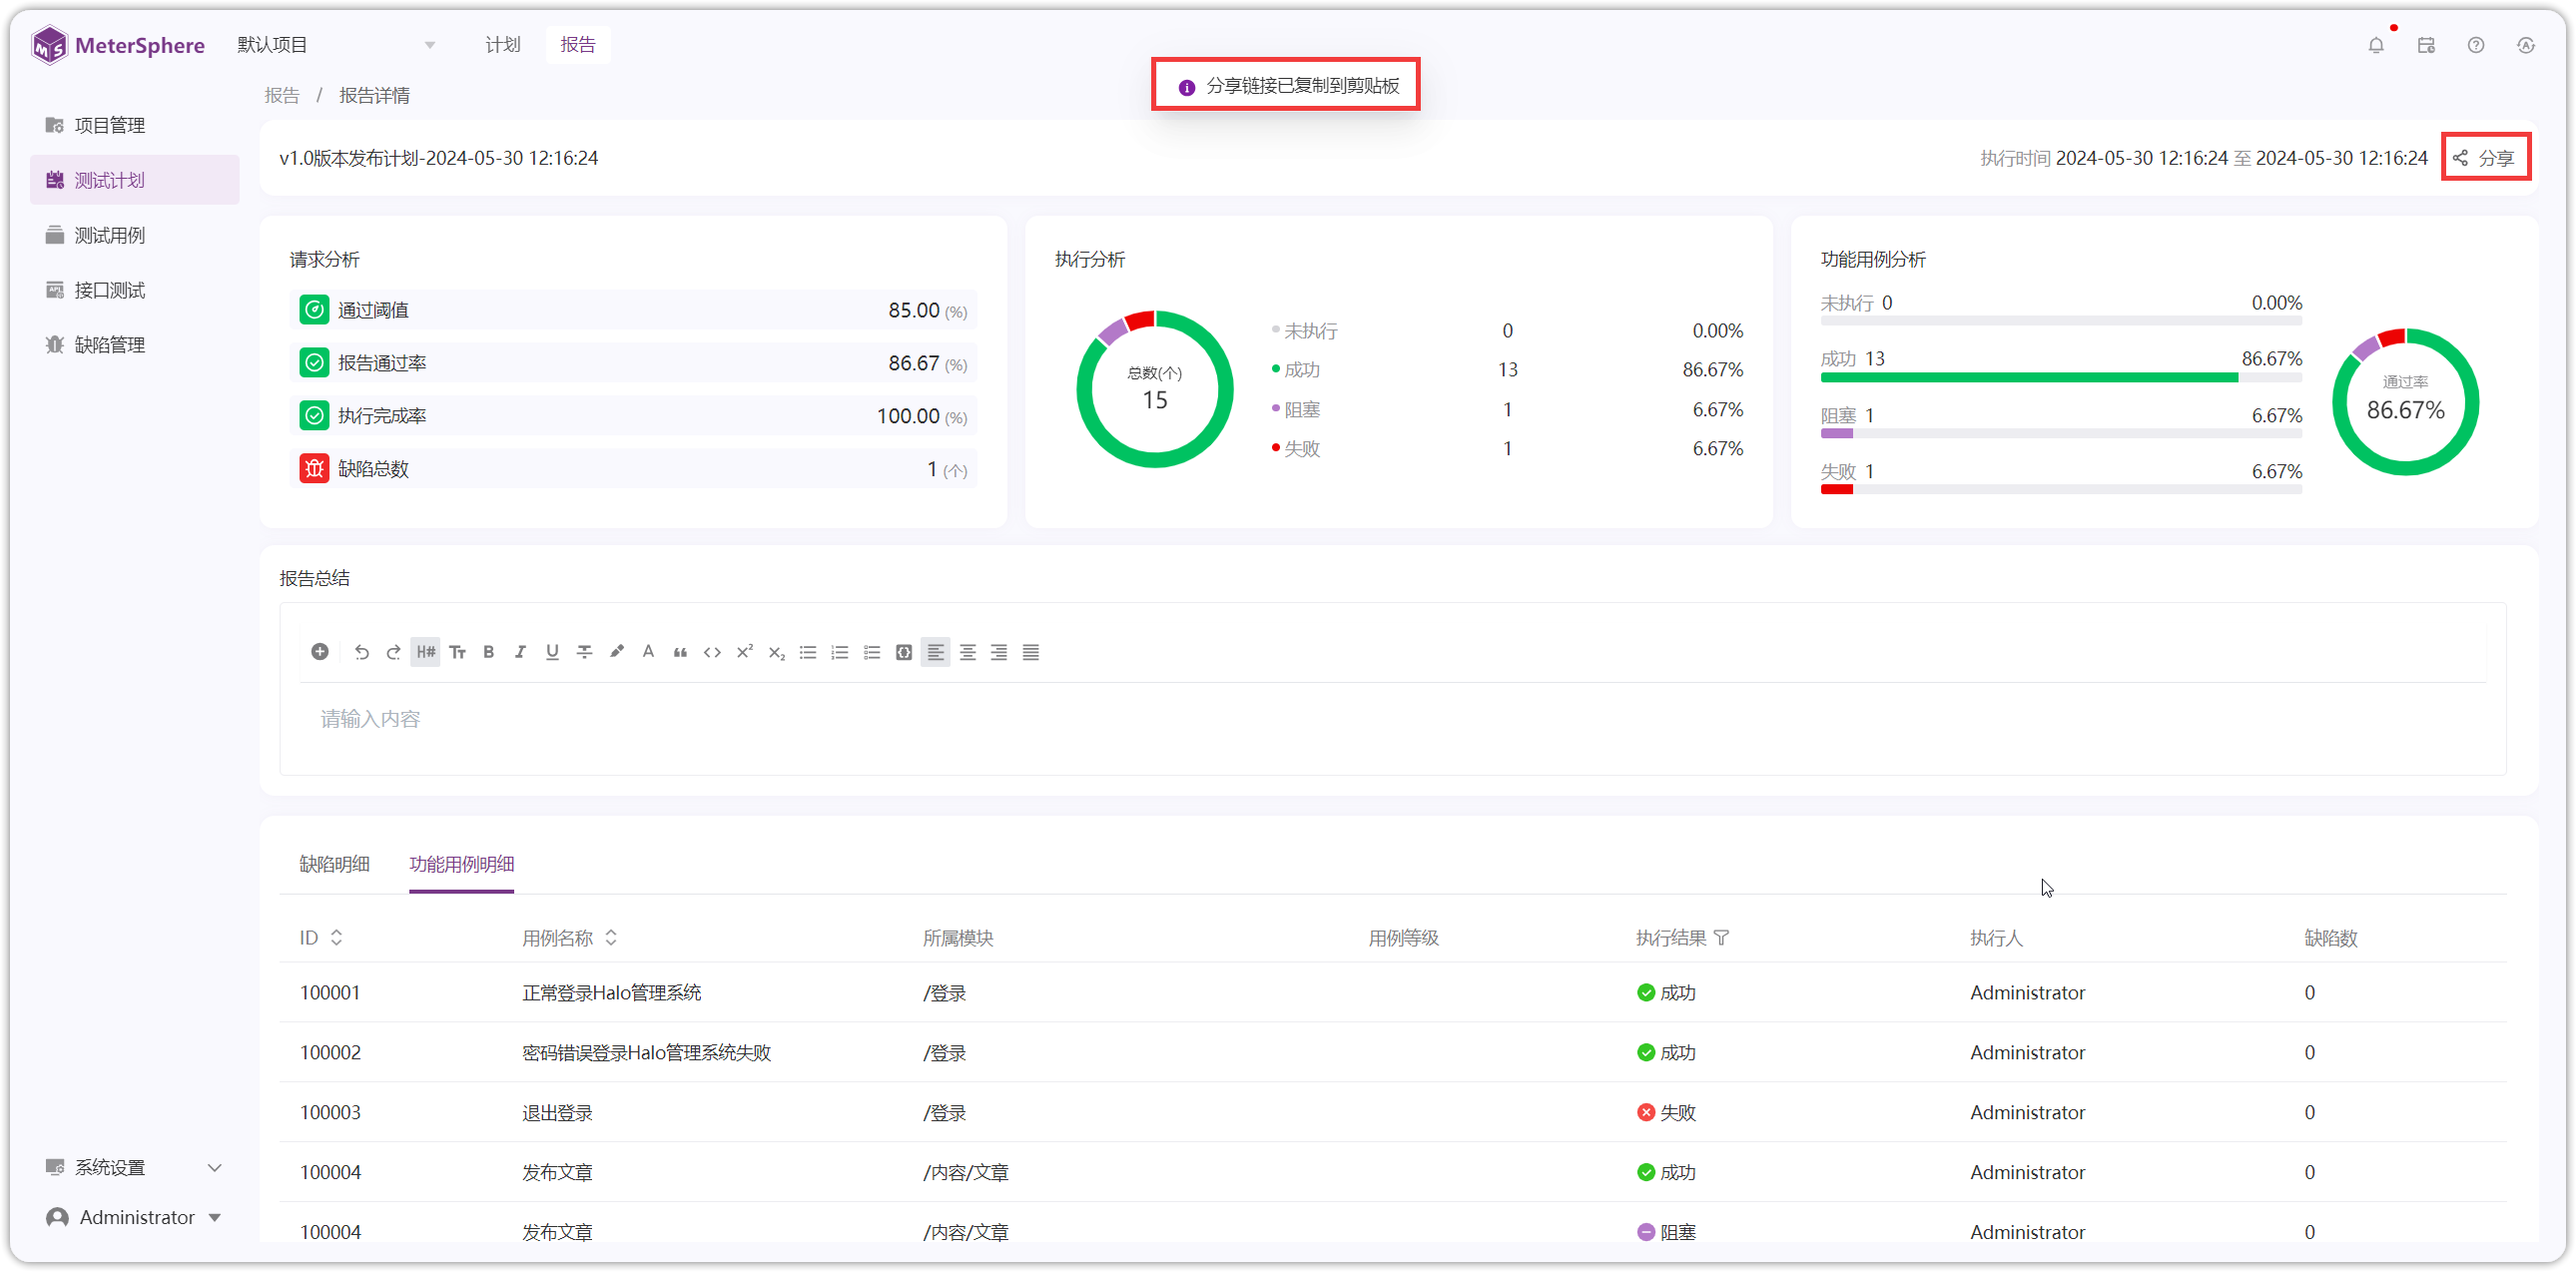 MeterSphere 默认项目 计划 报告
分享链接已复制到剪贴板
报告 / 报告详情
项目管理
测试计划
测试用例
接口测试
缺陷管理
系统设置
Administrator
v1.0版本发布计划-2024-05-30 12:16:24
执行时间 2024-05-30 12:16:24 至 2024-05-30 12:16:24 分享
请求分析
通过阈值 85.00 (%)
报告通过率 86.67 (%)
执行完成率 100.00 (%)
缺陷总数 1 (个)
执行分析
总数(个)
15
未执行 0 0.00%
成功 13 86.67%
阻塞 1 6.67%
失败 1 6.67%
功能用例分析
未执行 0 0.00%
成功 13 86.67%
阻塞 1 6.67%
失败 1 6.67%
通过率
86.67%
报告总结
请输入内容
缺陷明细 功能用例明细
ID 用例名称 所属模块 用例等级 执行结果 执行人 缺陷数
100001 正常登录Halo管理系统 /登录 成功 Administrator 0
100002 密码错误登录Halo管理系统失败 /登录 成功 Administrator 0
100003 退出登录 /登录 失败 Administrator 0
100004 发布文章 /内容/文章 成功 Administrator 0
100004 发布文章 /内容/文章 阻塞 Administrator 0